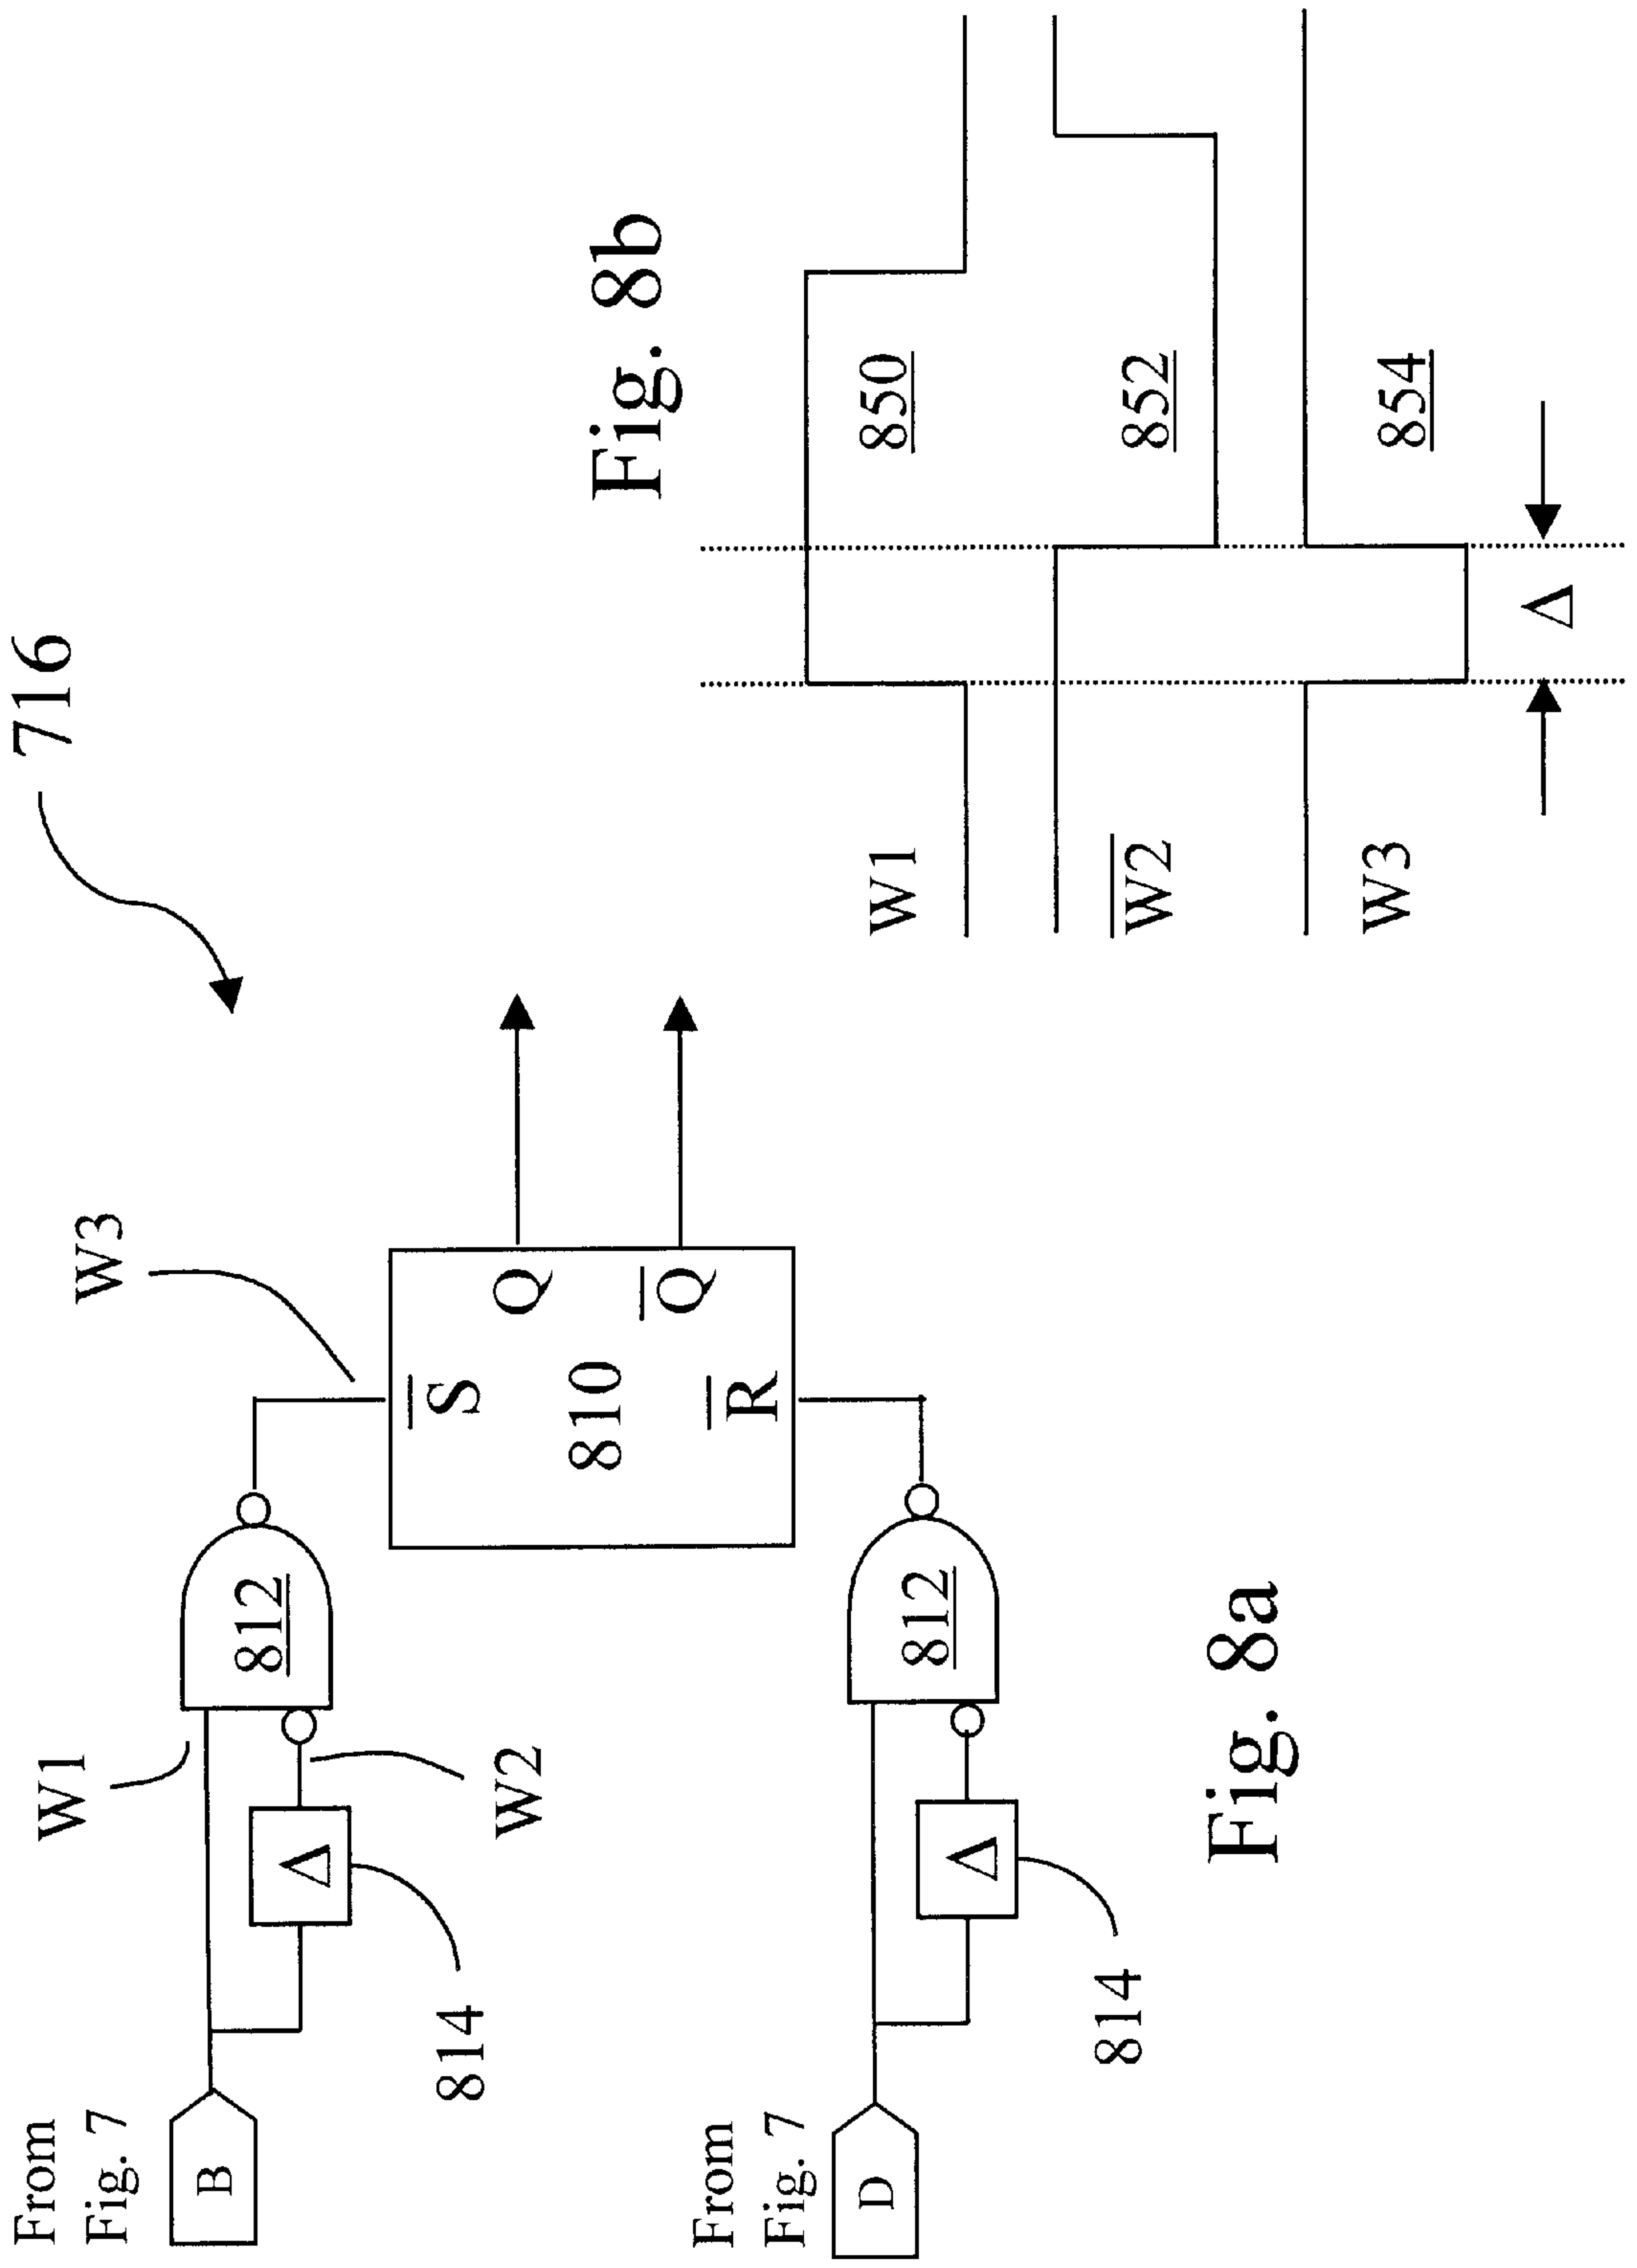 716
From
Fig. 7
B
W1
812
Δ
W2
814
W3
S̅
Q
810
Q̅
R̅
From
Fig. 7
D
812
Δ
814
Fig. 8a
Fig. 8b
W1
850
W̅2̅
852
W3
854
Δ